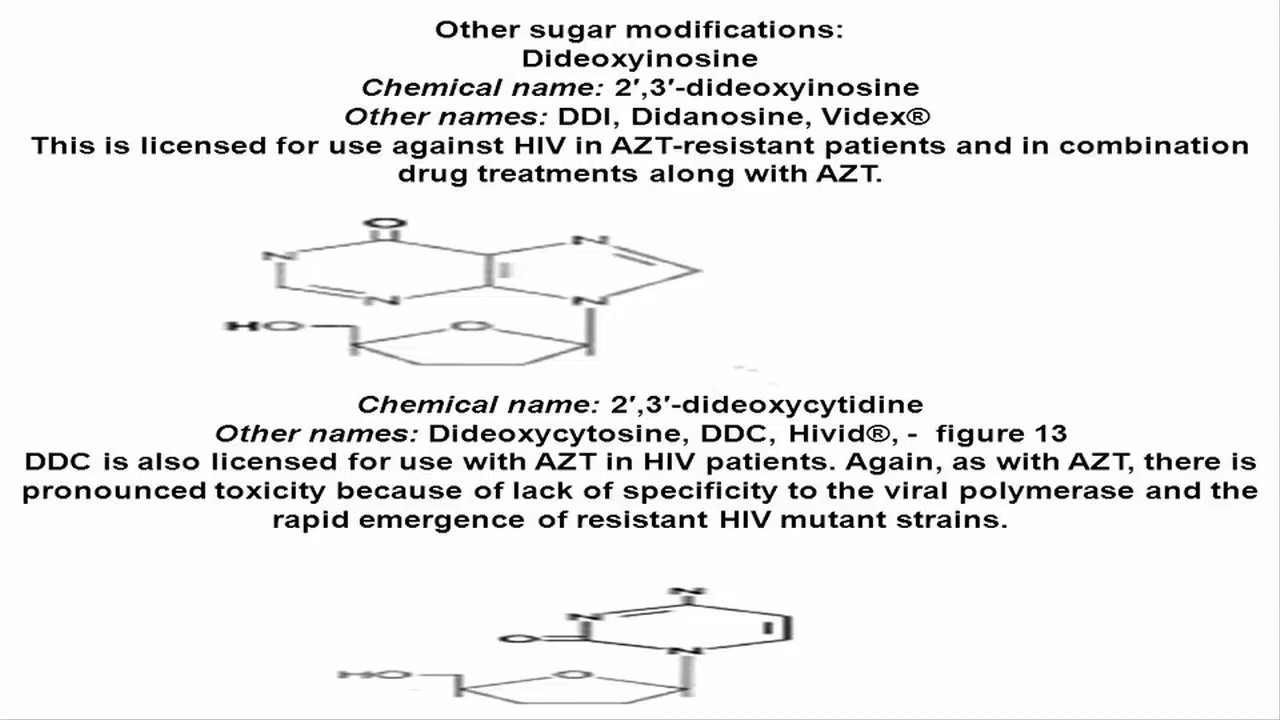 Other sugar modifications:
Dideoxyinosine
Chemical name: 2′,3′-dideoxyinosine
Other names: DDI, Didanosine, Videx®
This is licensed for use against HIV in AZT-resistant patients and in combination
drug treatments along with AZT.
O
N
N
N
N
HO
O
Chemical name: 2′,3′-dideoxycytidine
Other names: Dideoxycytosine, DDC, Hivid®, - figure 13
DDC is also licensed for use with AZT in HIV patients. Again, as with AZT, there is
pronounced toxicity because of lack of specificity to the viral polymerase and the
rapid emergence of resistant HIV mutant strains.
N
N
O
N
HO
O